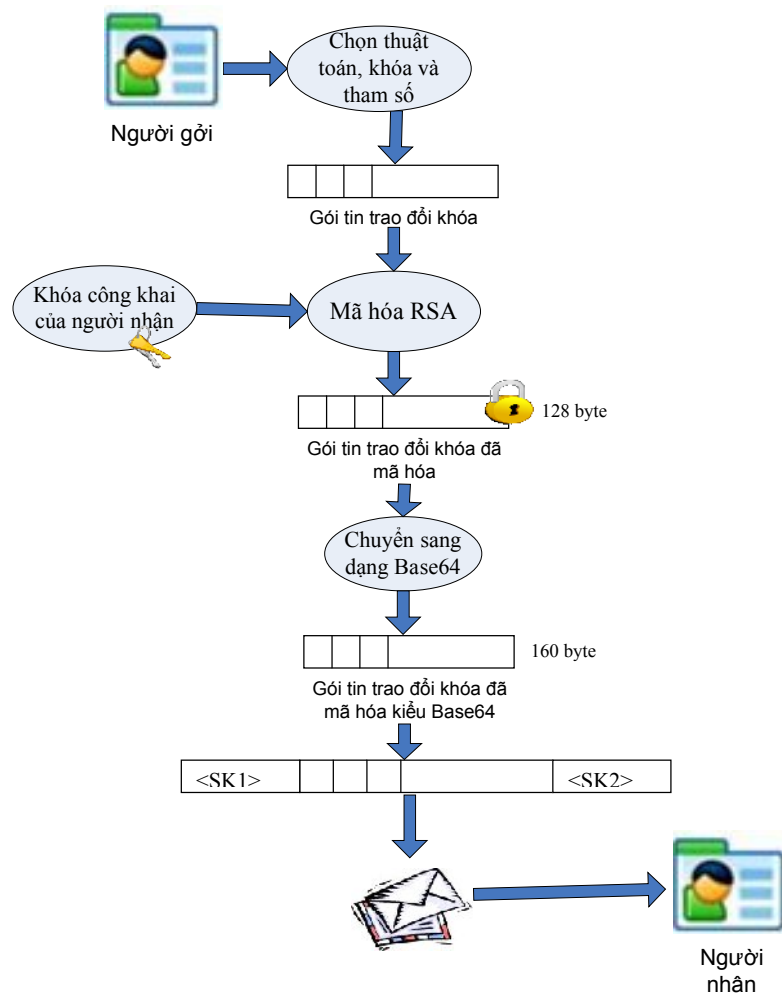 Chọn thuật
toán, khóa và
tham số
Người gởi
Gói tin trao đổi khóa
Khóa công khai
của người nhận
Mã hóa RSA
128 byte
Gói tin trao đổi khóa đã
mã hóa
Chuyển sang
dạng Base64
160 byte
Gói tin trao đổi khóa đã
mã hóa kiểu Base64
<SK1>
<SK2>
Người
nhân